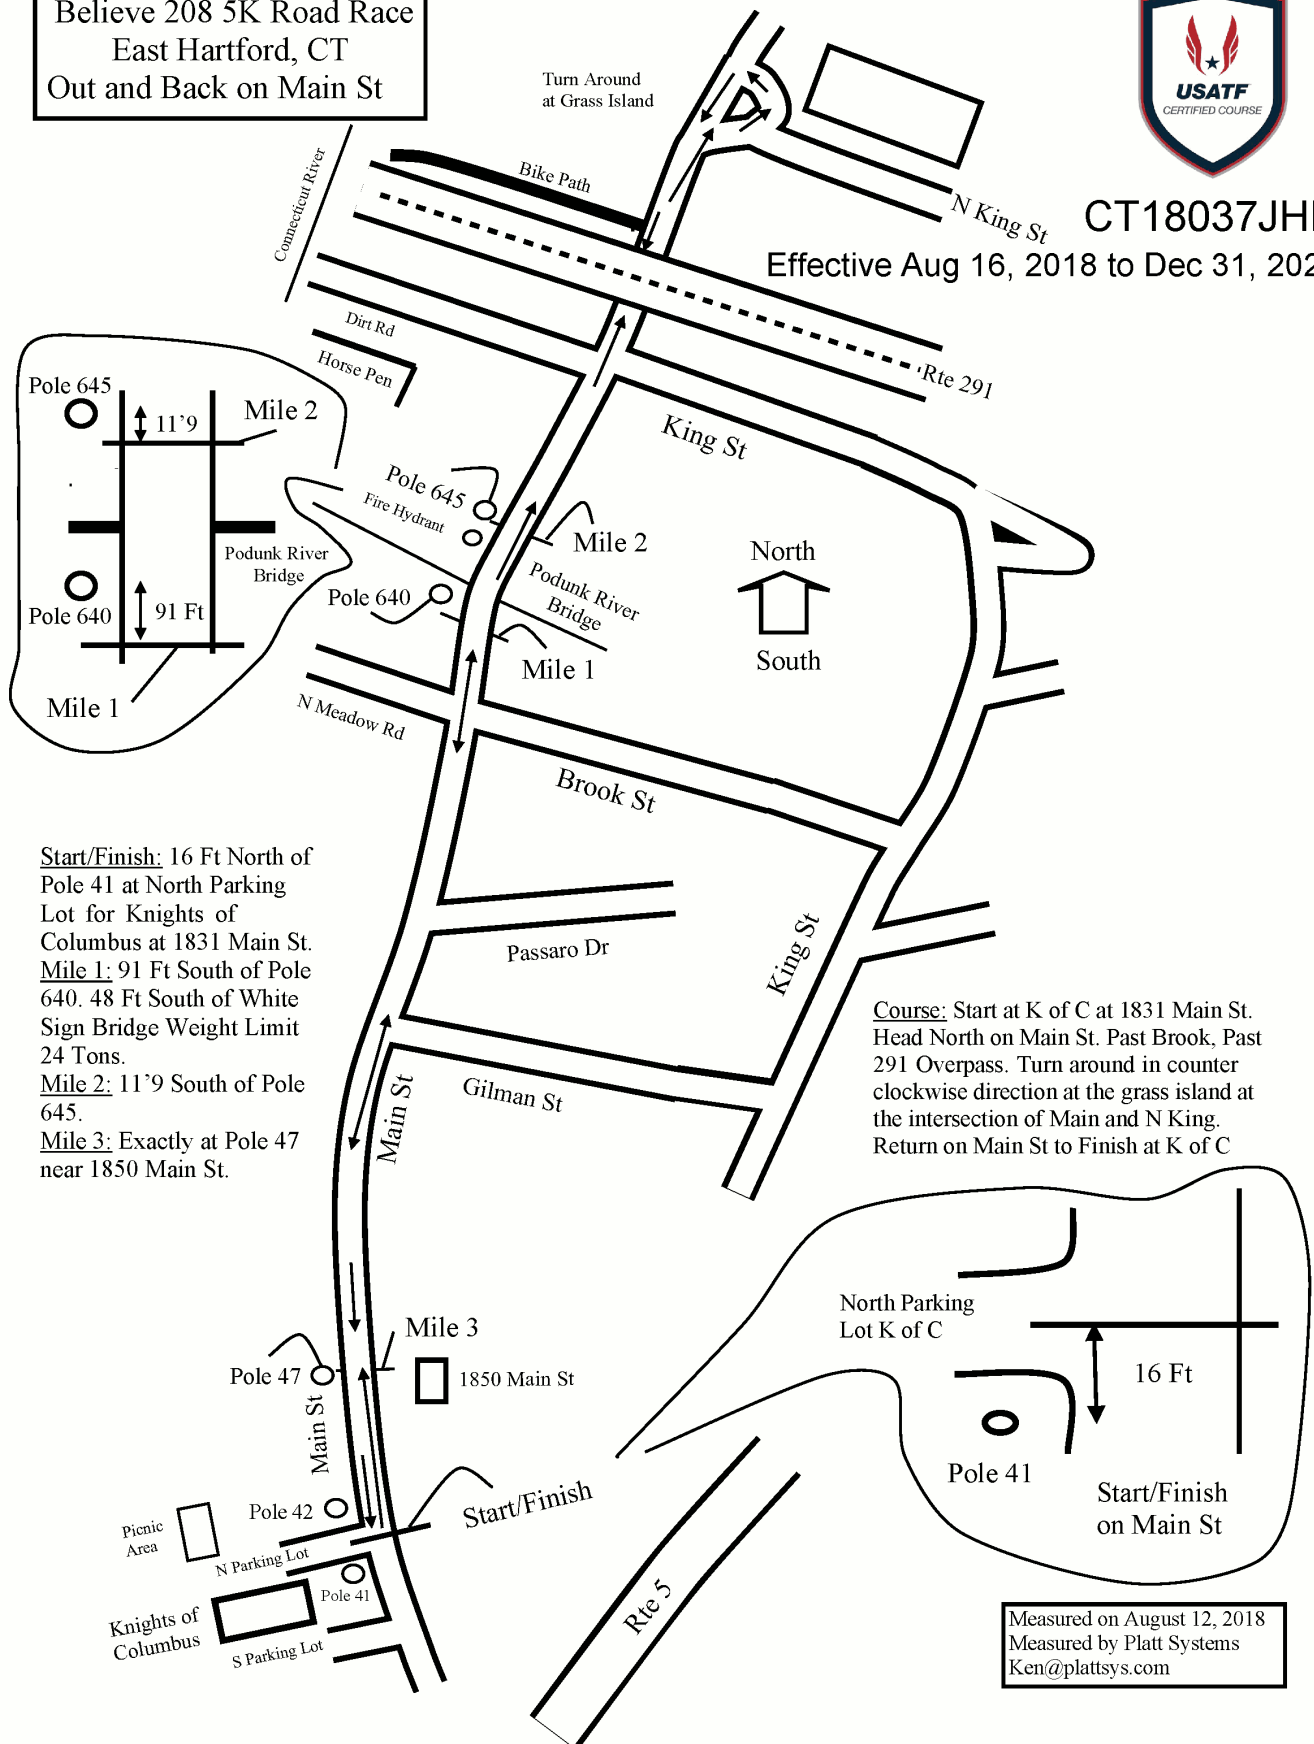 Believe 208 5K Road Race
East Hartford, CT
Out and Back on Main St
USATF
CERTIFIED COURSE
Turn Around
at Grass Island
Connecticut River
Bike Path
N King St
Effective Aug 16, 2018 to Dec 31,
Dirt Rd
Horse Pen
Rte 291
King St
Pole 645
11'9
Mile 2
Podunk River
Bridge
Pole 640
91 Ft
Mile 1
Pole 645
Fire Hydrant
Mile 2
Podunk River
Bridge
Pole 640
Mile 1
North
South
N Meadow Rd
Brook St
Passaro Dr
King St
Gilman St
Main St
Start/Finish: 16 Ft North of
Pole 41 at North Parking
Lot for Knights of
Columbus at 1831 Main St.
Mile 1: 91 Ft South of Pole
640. 48 Ft South of White
Sign Bridge Weight Limit
24 Tons.
Mile 2: 11'9 South of Pole
645.
Mile 3: Exactly at Pole 47
near 1850 Main St.
Course: Start at K of C at 1831 Main St.
Head North on Main St. Past Brook, Past
291 Overpass. Turn around in counter
clockwise direction at the grass island at
the intersection of Main and N King.
Return on Main St to Finish at K of C
Mile 3
Pole 47
1850 Main St
Main St
Pole 42
Start/Finish
Picnic
Area
N Parking Lot
Pole 41
Knights of
Columbus
S Parking Lot
Rte 5
North Parking
Lot K of C
16 Ft
Pole 41
Start/Finish
on Main St
Measured on August 12, 2018
Measured by Platt Systems
Ken@plattsys.com